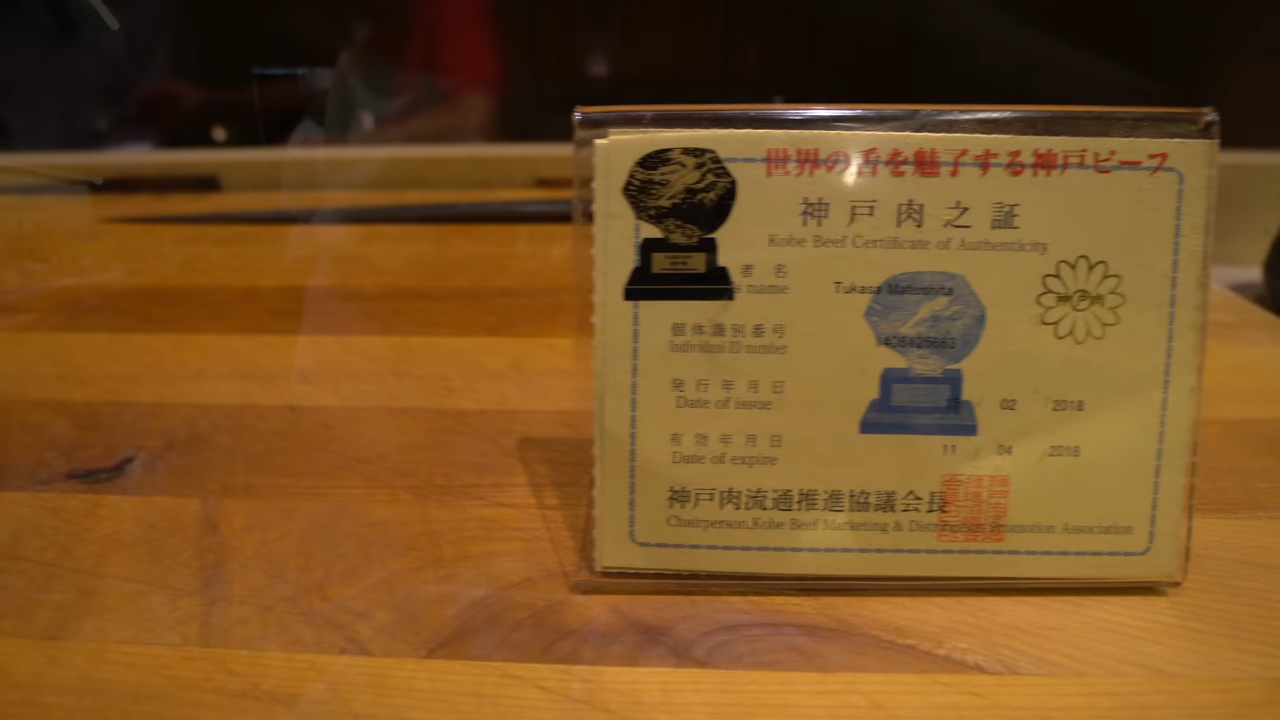 世界の舌を魅了する神戸ビーフ
神戸肉之証
Kobe Beef Certificate of Authenticity
者名
name
Tukasa Matushita
神戸肉
個体識別番号
Individual ID number
発行年月日
Date of issue
02 2018
有効年月日
Date of expire
11 04 2018
神戸肉流通推進協議会長
Chairperson,Kobe Beef Marketing & Distribution Promotion Association